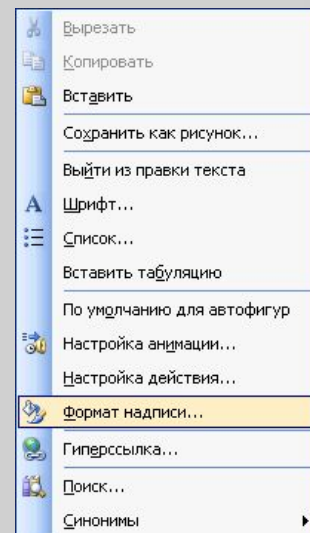 Вырезать
Копировать
Вставить
Сохранить как рисунок...
Выйти из правки текста
Шрифт...
Список...
Вставить табуляцию
По умолчанию для автофигур
Настройка анимации...
Настройка действия...
Формат надписи...
Гиперссылка...
Поиск...
Синонимы